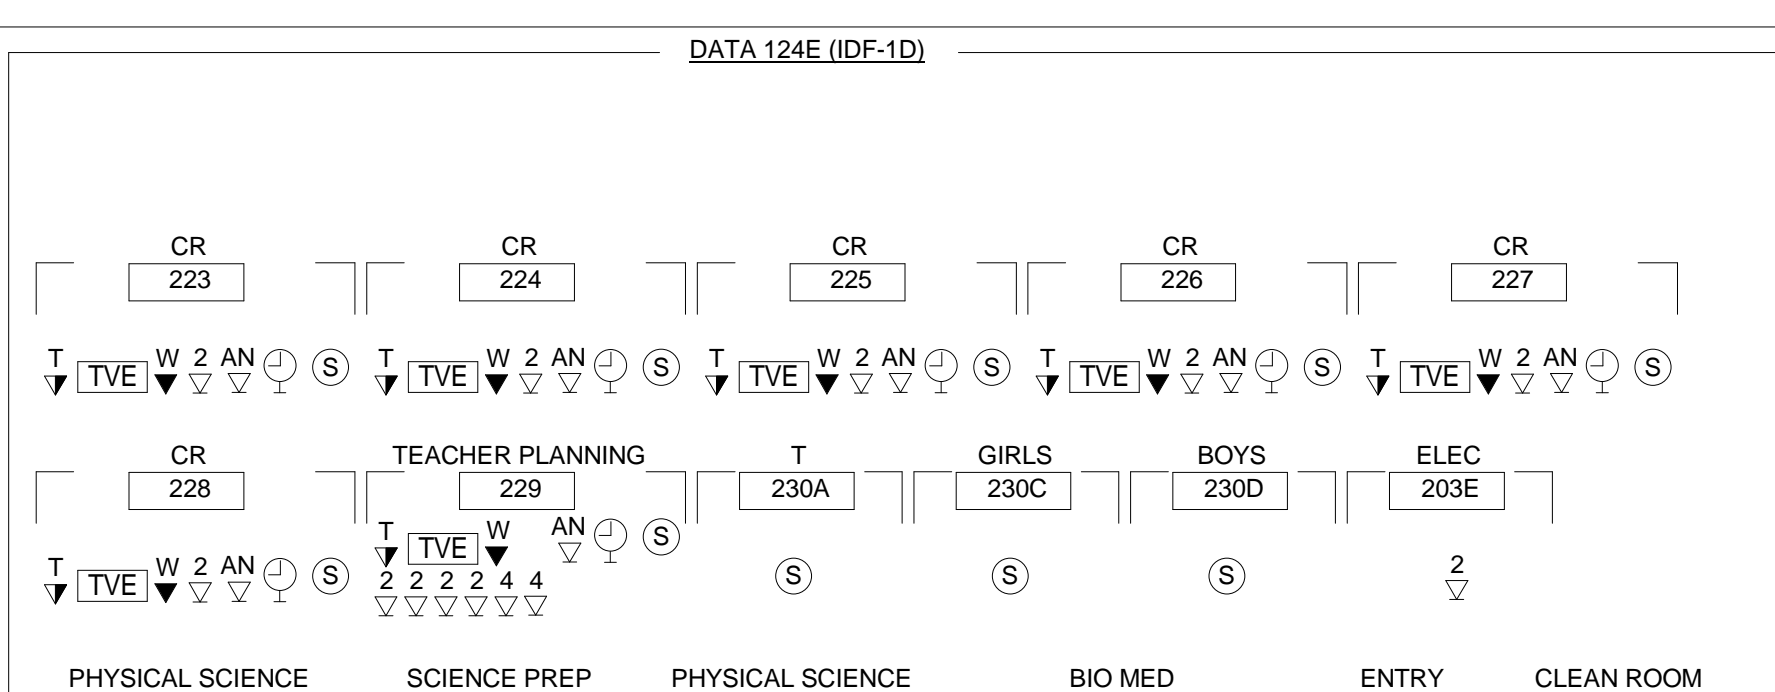 DATA 124E (IDF-1D)
CR CR CR CR CR
223 224 225 226 227
T TVE W 2 AN S T TVE W 2 AN S T TVE W 2 AN S T TVE W 2 AN S T TVE W 2 AN S
CR TEACHER PLANNING T GIRLS BOYS ELEC
228 229 230A 230C 230D 203E
T TVE W AN S
T TVE W 2 AN S 2 2 2 2 4 4 S S S 2
PHYSICAL SCIENCE SCIENCE PREP PHYSICAL SCIENCE BIO MED ENTRY CLEAN ROOM